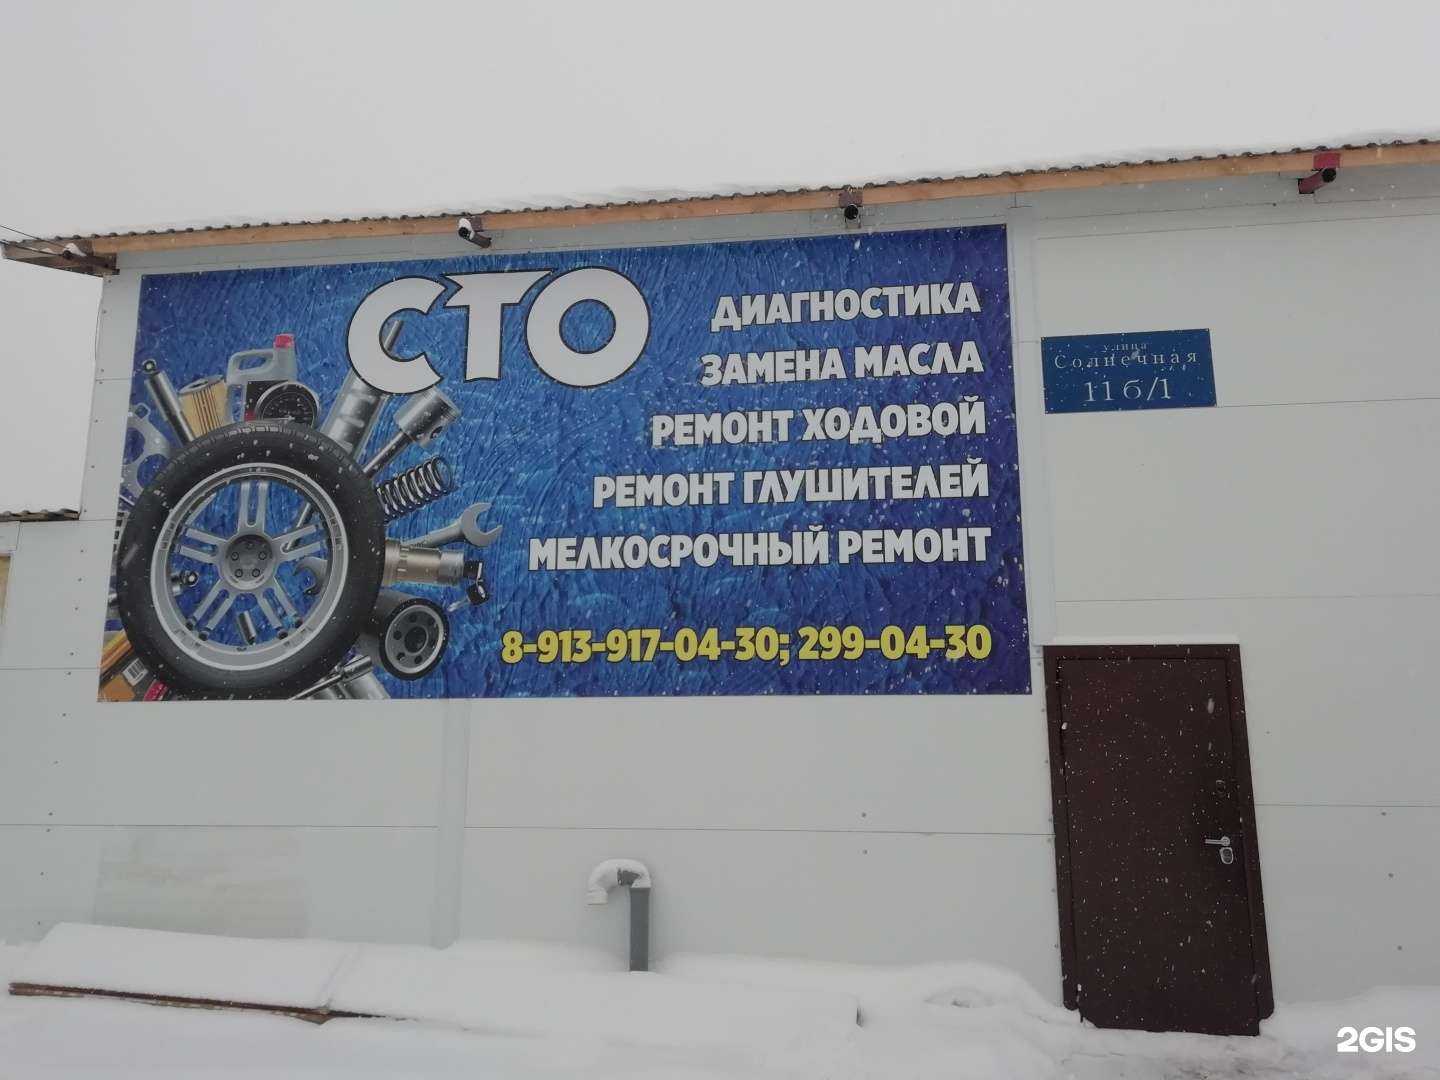 СТО
ДИАГНОСТИКА
ЗАМЕНА МАСЛА
РЕМОНТ ХОДОВОЙ
РЕМОНТ ГЛУШИТЕЛЕЙ
МЕЛКОСРОЧНЫЙ РЕМОНТ
8-913-917-04-30; 299-04-30
улица
Солнечная
11б/1
2GIS